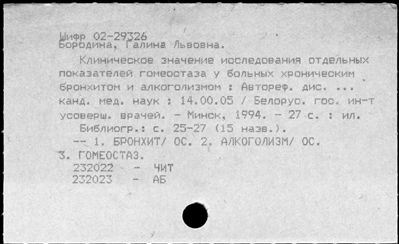 Шифр 02-29326
Бородина, Галина Львовна.
Клиническое значение исследования отдельных
показателей гомеостаза у больных хроническим
бронхитом и алкоголизмом : Автореф. дис. ...
канд. мед. наук : 14.00.05 / Белорус. гос. ин-т
усоверш. врачей. - Минск, 1994. - 27 с. : ил.
Библиогр.: с. 25-27 (15 назв.).
-- 1. БРОНХИТ/ ОС. 2. АЛКОГОЛИЗМ/ ОС.
3. ГОМЕОСТАЗ.
232022 - ЧИТ
232023 - АБ